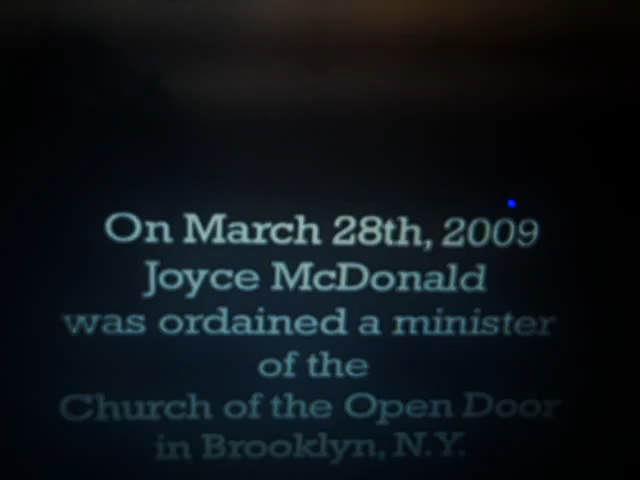 On March 28th, 2009
Joyce McDonald
was ordained a minister
of the
Church of the Open Door
in Brooklyn, N.Y.